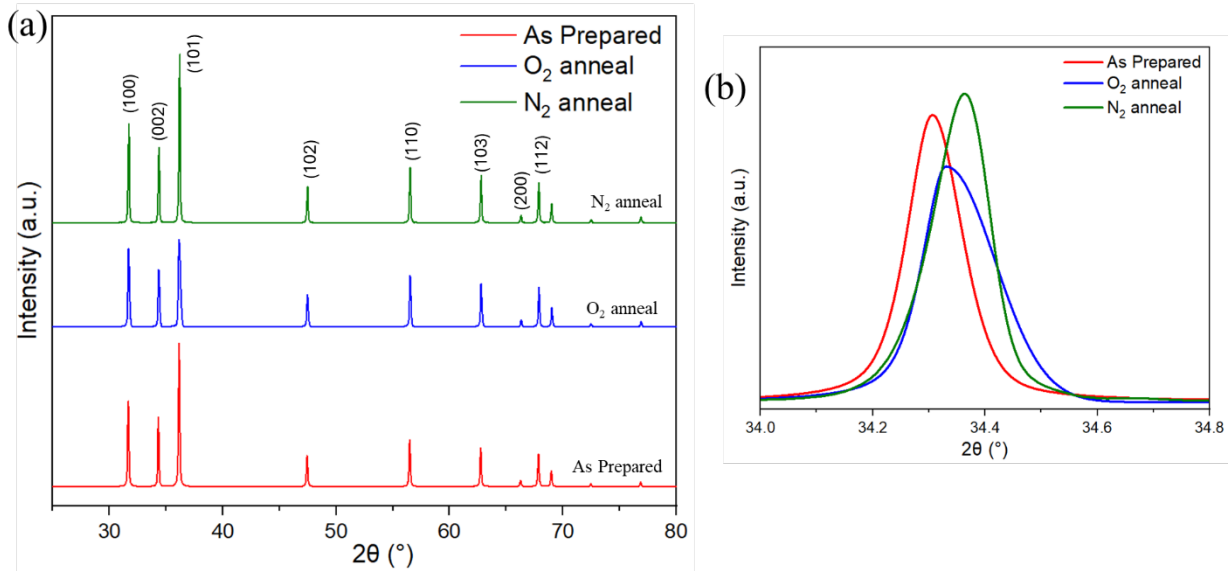 (a)
As Prepared
O₂ anneal
N₂ anneal
(100)
(002)
(101)
(102)
(110)
(103)
(200)
(112)
N₂ anneal
O₂ anneal
As Prepared
Intensity (a.u.)
30 40 50 60 70 80
2θ (°)
(b)
As Prepared
O₂ anneal
N₂ anneal
Intensity (a.u.)
34.0 34.2 34.4 34.6 34.8
2θ (°)